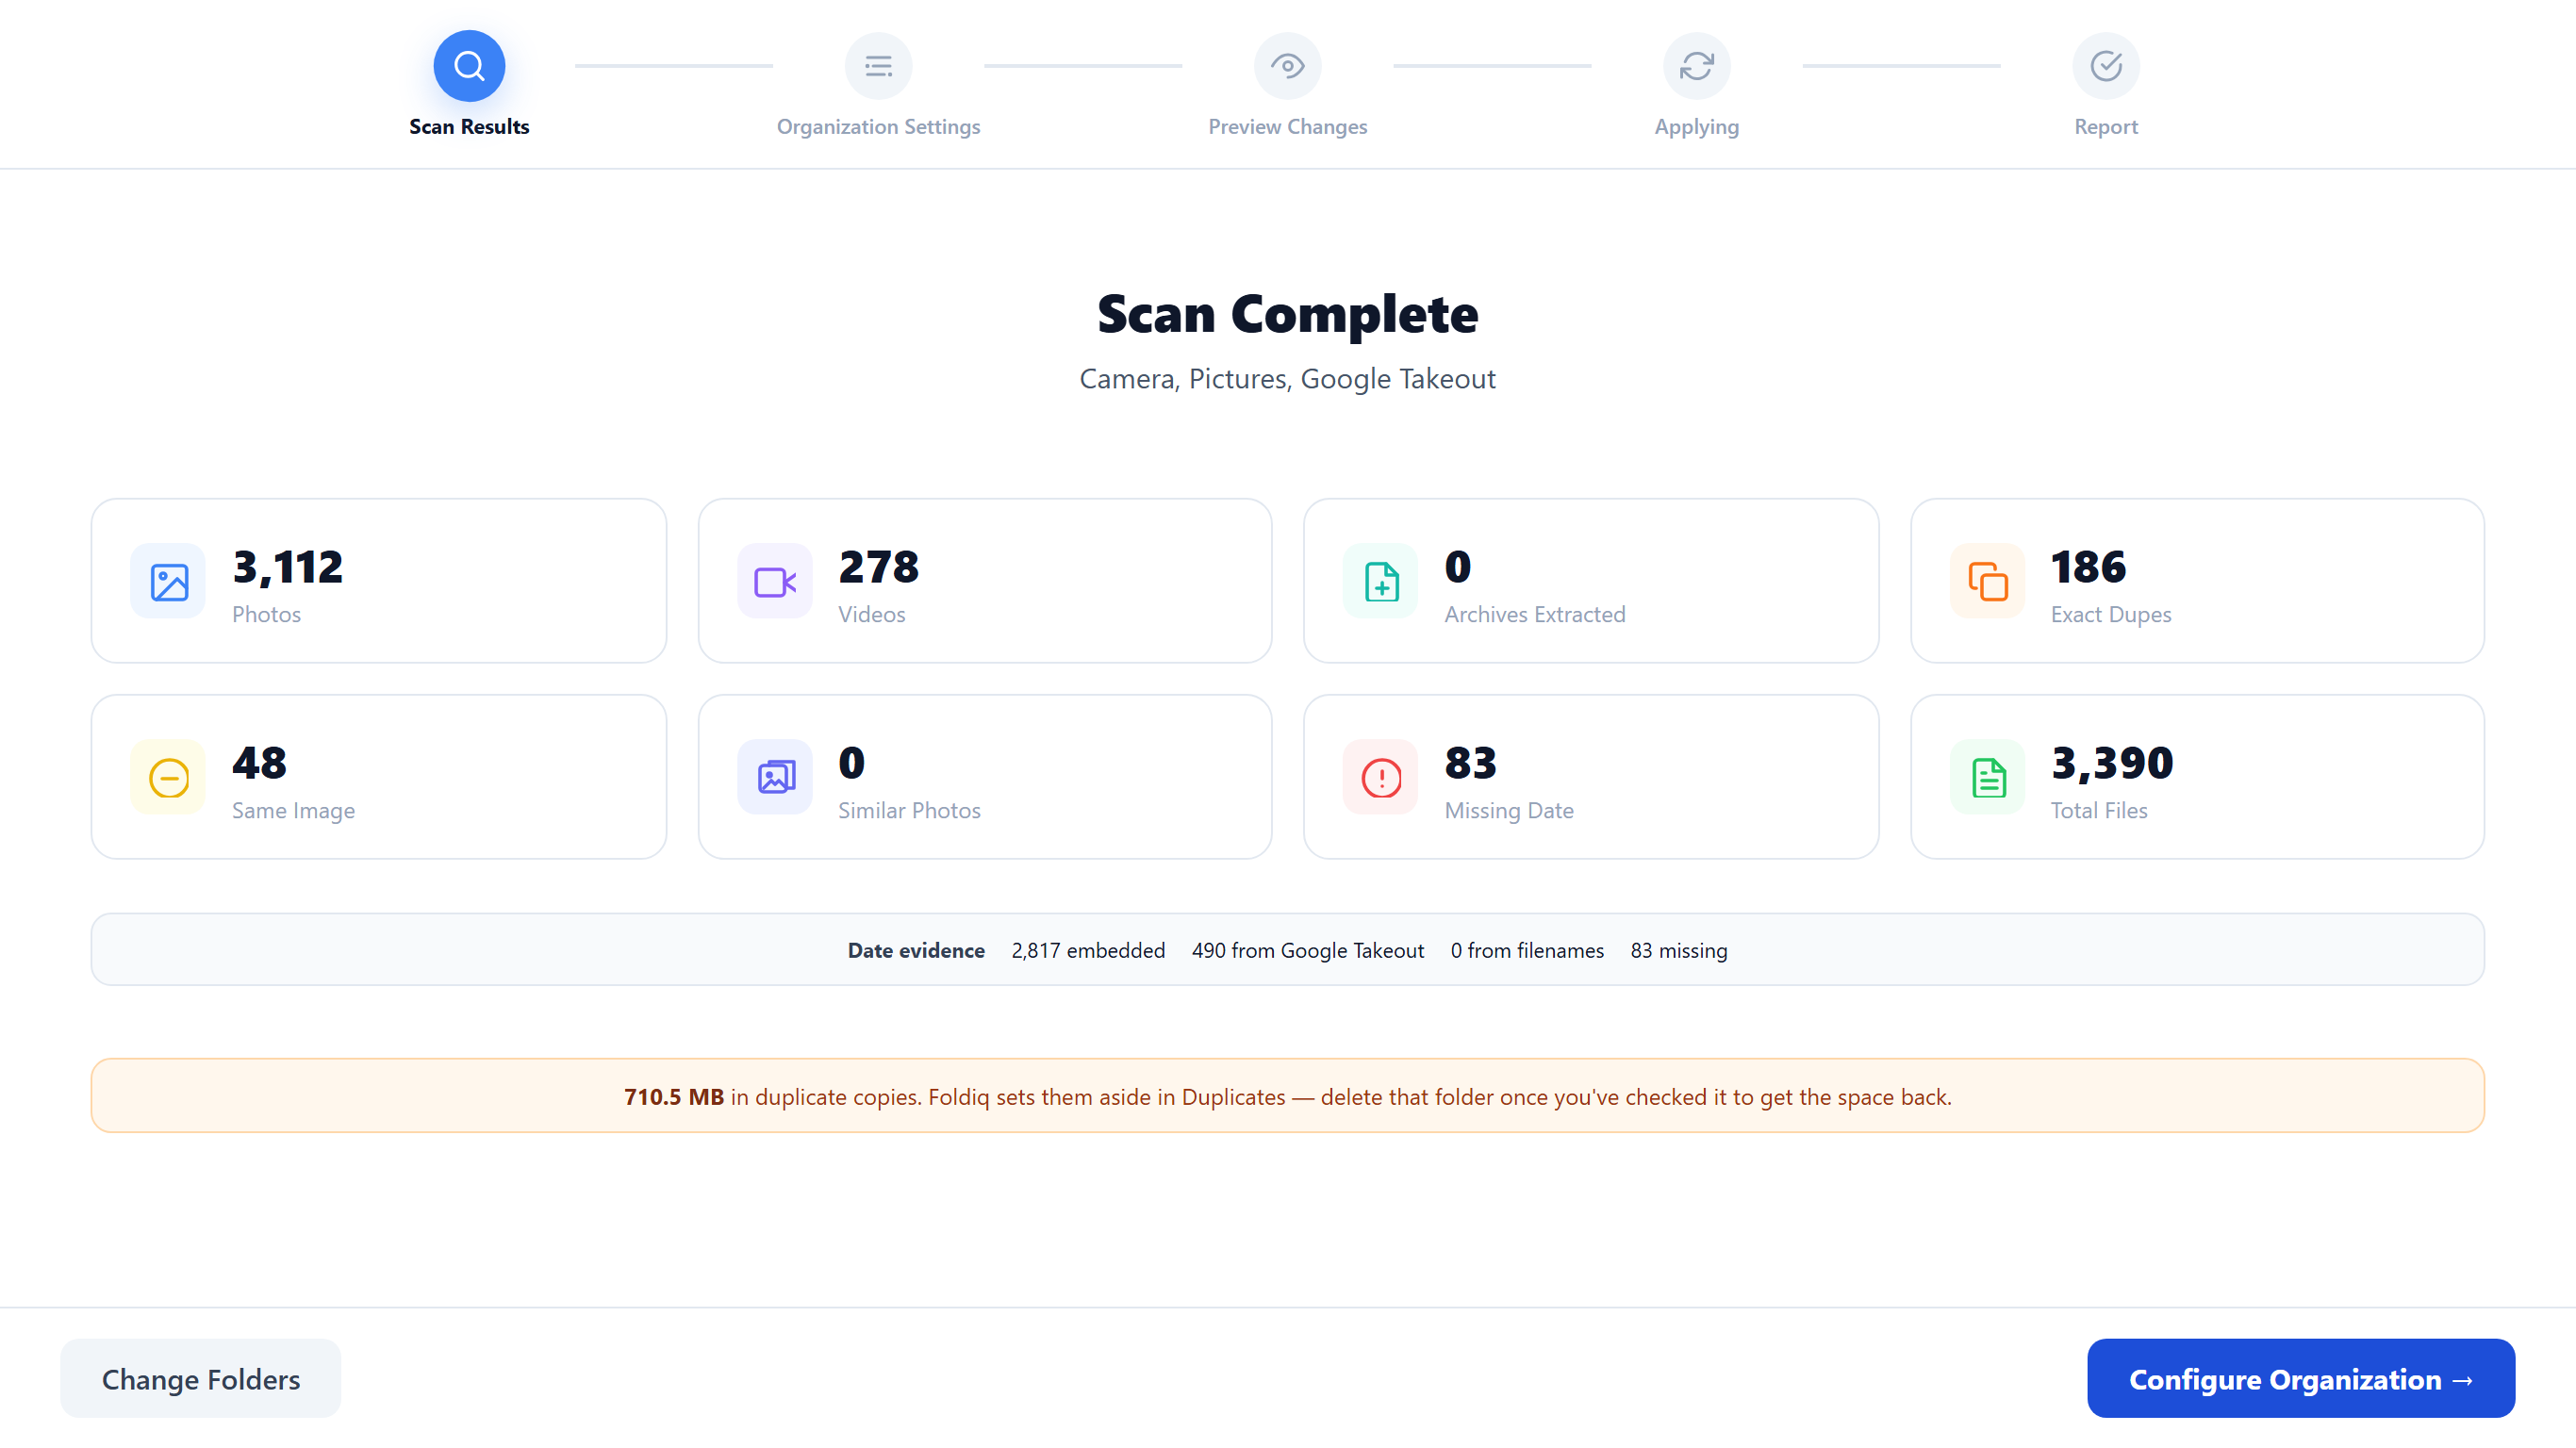 Scan Results
Organization Settings
Preview Changes
Applying
Report
Scan Complete
Camera, Pictures, Google Takeout
3,112
Photos
278
Videos
0
Archives Extracted
186
Exact Dupes
48
Same Image
0
Similar Photos
83
Missing Date
3,390
Total Files
Date evidence 2,817 embedded 490 from Google Takeout 0 from filenames 83 missing
710.5 MB in duplicate copies. Foldiq sets them aside in Duplicates — delete that folder once you've checked it to get the space back.
Change Folders
Configure Organization →